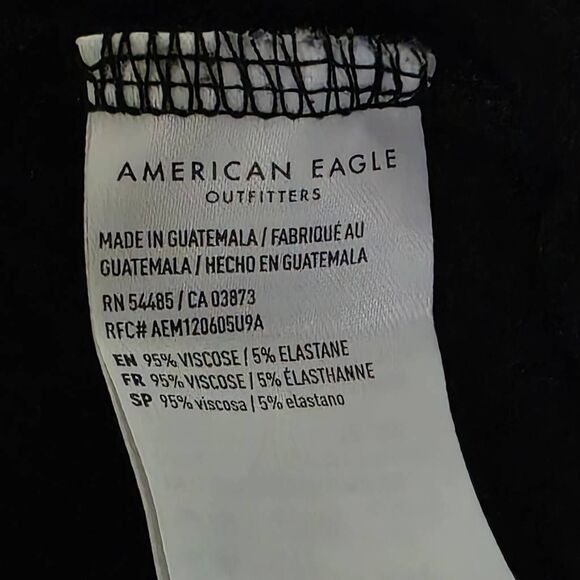 AMERICAN EAGLE
OUTFITTERS
MADE IN GUATEMALA / FABRIQUÉ AU
GUATEMALA / HECHO EN GUATEMALA
RN 54485 / CA 03873
RFC# AEM120605U9A
EN 95% VISCOSE / 5% ELASTANE
FR 95% VISCOSE / 5% ÉLASTHANNE
SP 95% viscosa / 5% elastano